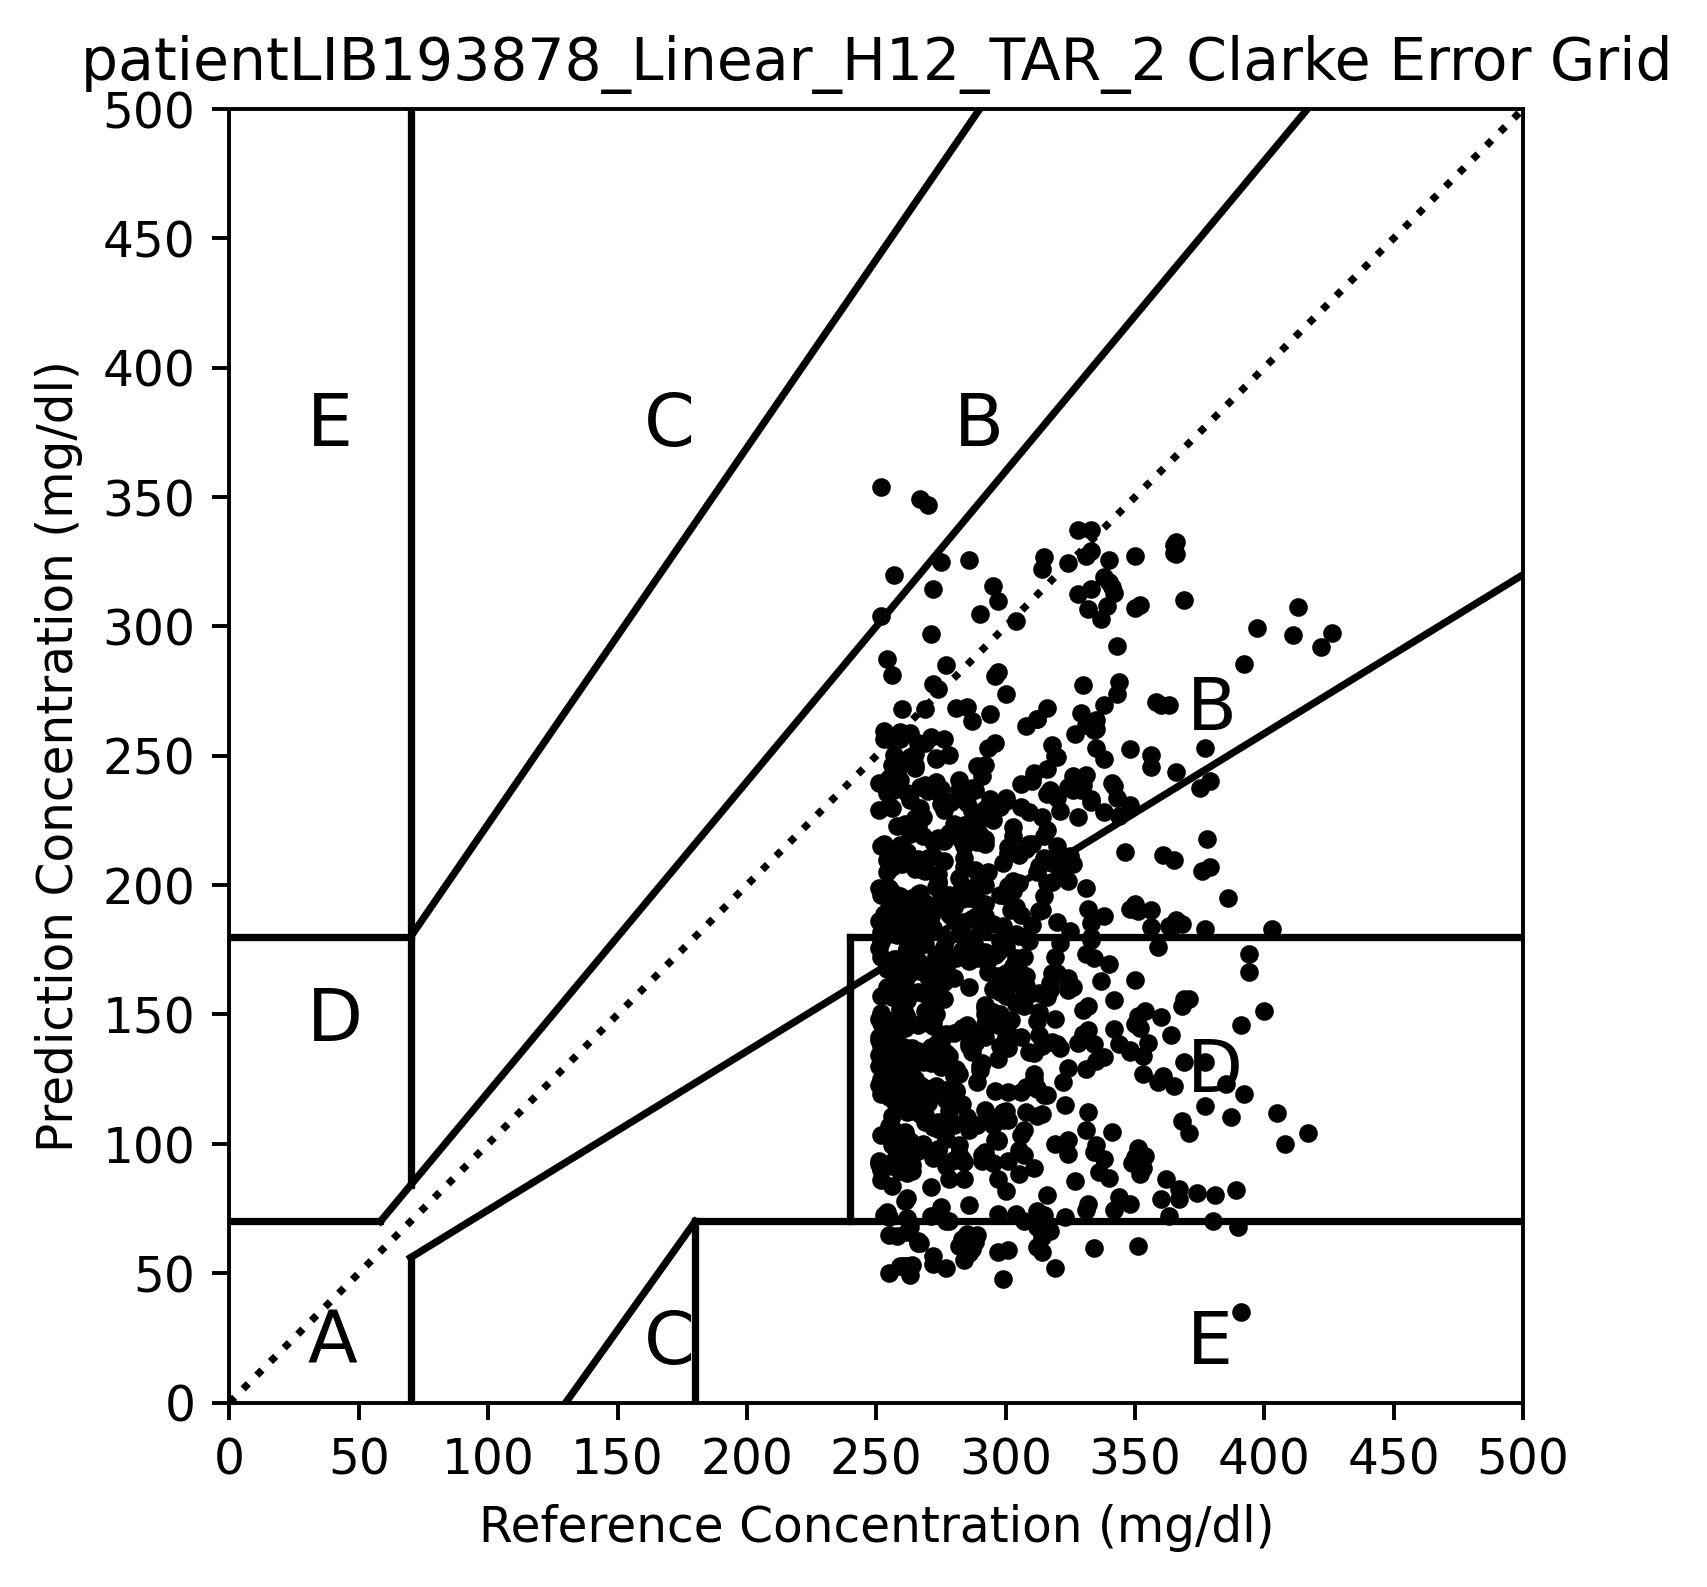 patientLIB193878_Linear_H12_TAR_2 Clarke Error Grid
500
450
400
350
300
250
200
150
100
50
0
Prediction Concentration (mg/dl)
E
C
B
B
D
D
A
C
E
0 50 100 150 200 250 300 350 400 450 500
Reference Concentration (mg/dl)